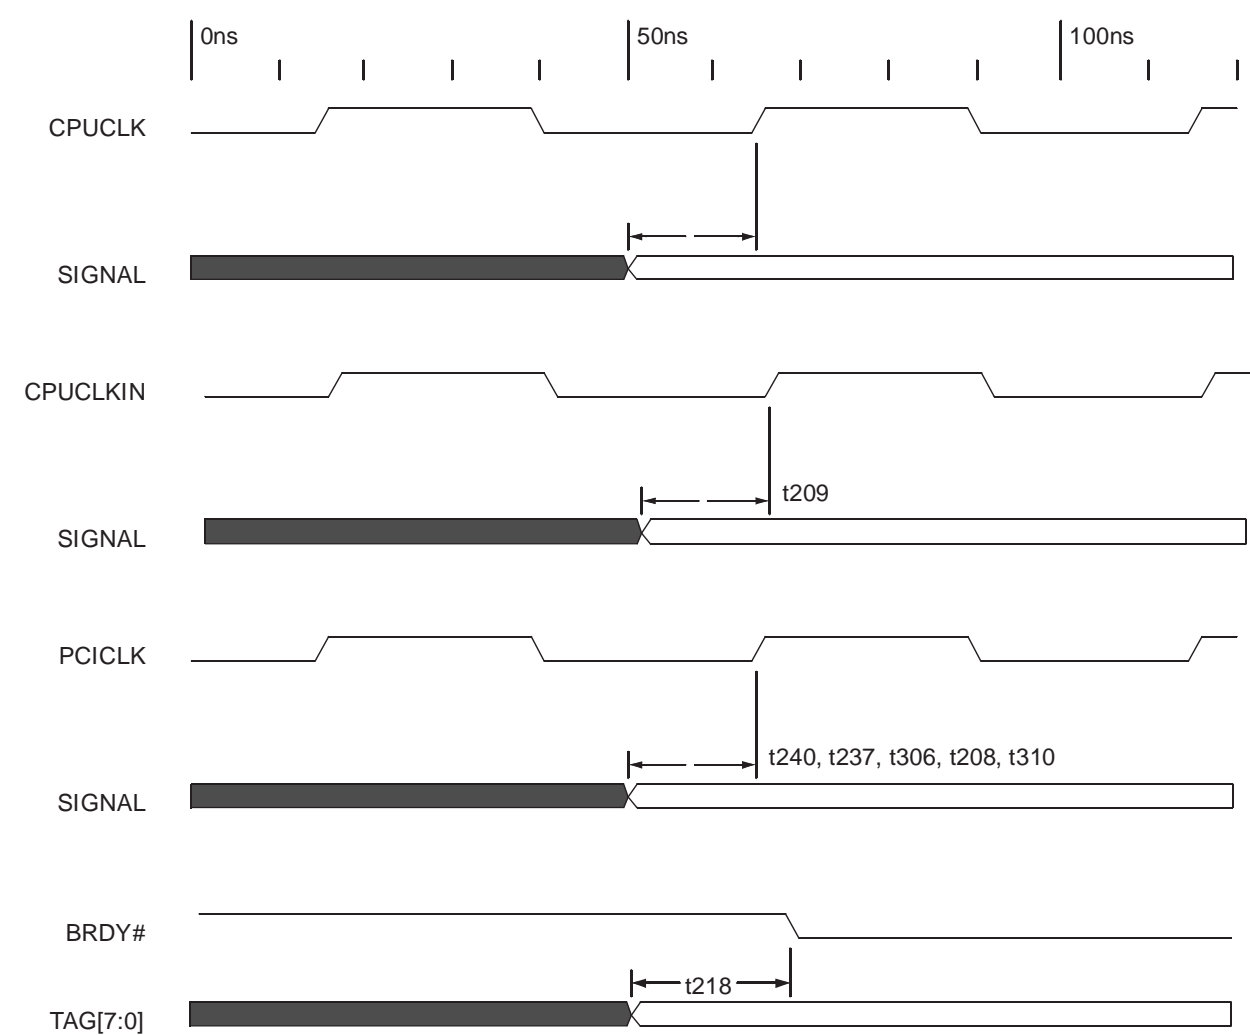 0ns 50ns 100ns
CPUCLK
SIGNAL
CPUCLKIN
t209
SIGNAL
PCICLK
t240, t237, t306, t208, t310
SIGNAL
BRDY#
t218
TAG[7:0]